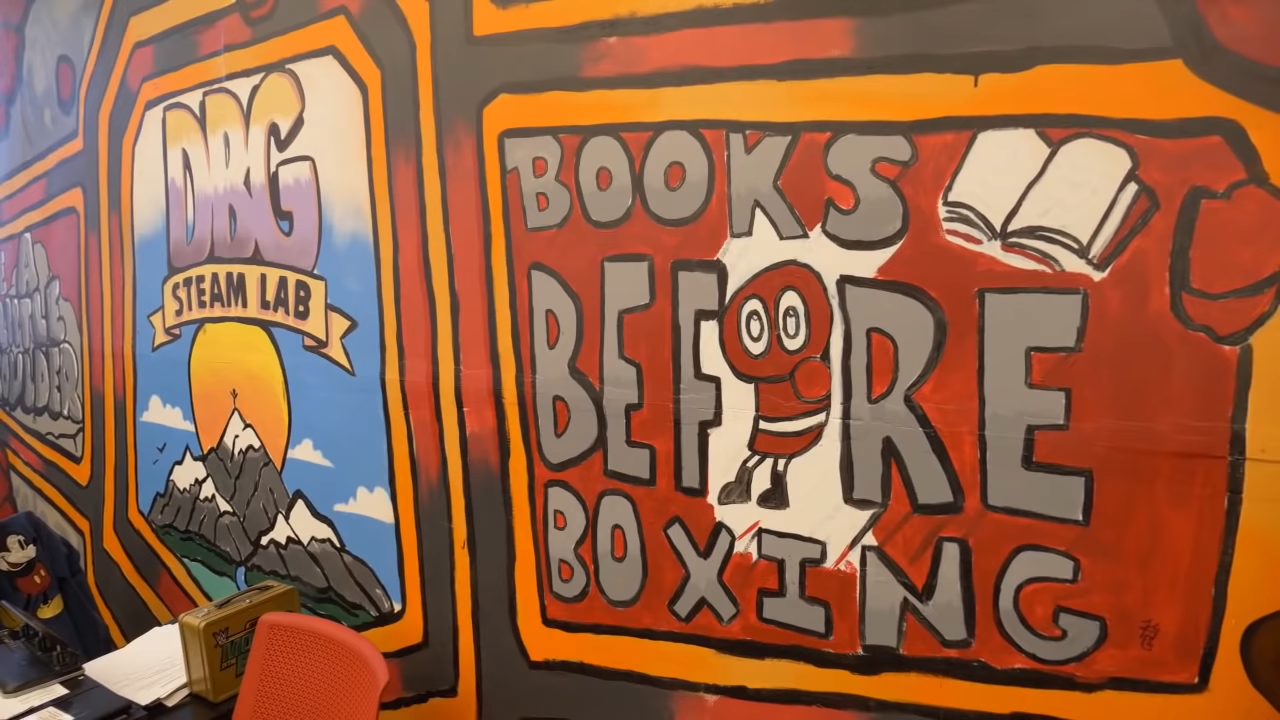 DBG
STEAM LAB
BOOKS
BEFORE
BOXING